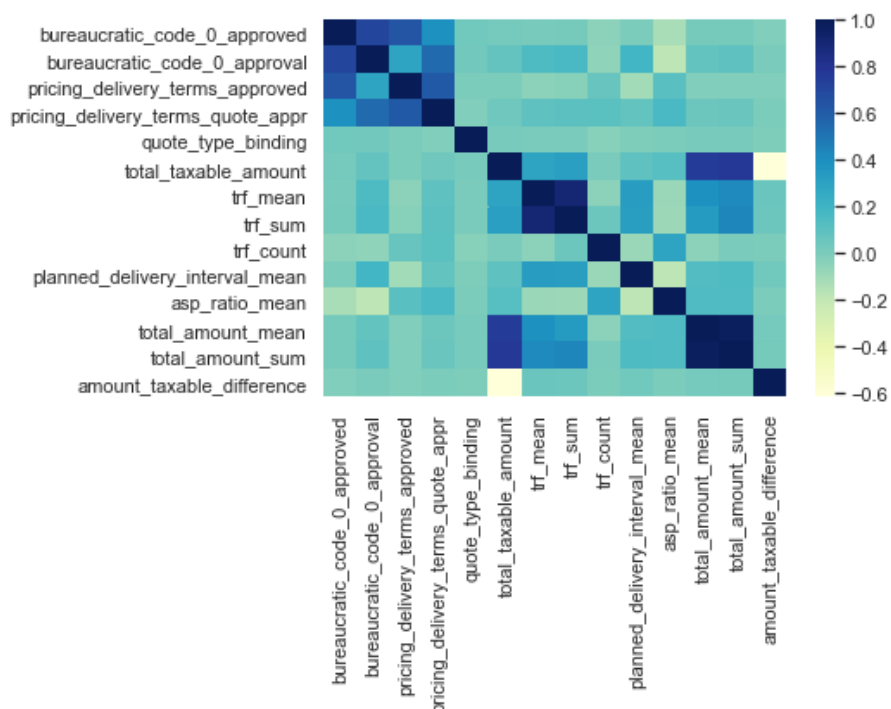 bureaucratic_code_0_approved
bureaucratic_code_0_approval
pricing_delivery_terms_approved
pricing_delivery_terms_quote_appr
quote_type_binding
total_taxable_amount
trf_mean
trf_sum
trf_count
planned_delivery_interval_mean
asp_ratio_mean
total_amount_mean
total_amount_sum
amount_taxable_difference
1.0
0.8
0.6
0.4
0.2
0.0
−0.2
−0.4
−0.6
bureaucratic_code_0_approved
bureaucratic_code_0_approval
pricing_delivery_terms_approved
pricing_delivery_terms_quote_appr
quote_type_binding
total_taxable_amount
trf_mean
trf_sum
trf_count
planned_delivery_interval_mean
asp_ratio_mean
total_amount_mean
total_amount_sum
amount_taxable_difference